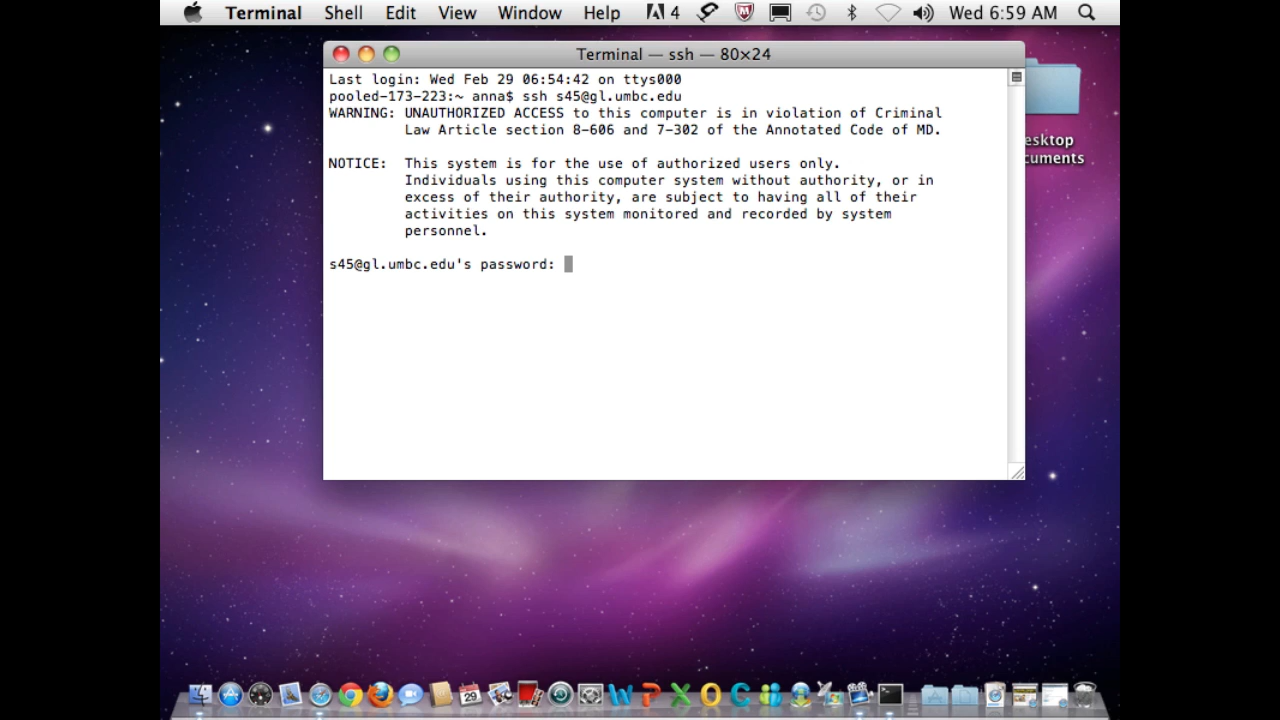 Terminal Shell Edit View Window Help 4 Wed 6:59 AM
Terminal — ssh — 80×24
Last login: Wed Feb 29 06:54:42 on ttys000
pooled-173-223:~ anna$ ssh s45@gl.umbc.edu
WARNING: UNAUTHORIZED ACCESS to this computer is in violation of Criminal
Law Article section 8-606 and 7-302 of the Annotated Code of MD.
NOTICE: This system is for the use of authorized users only.
Individuals using this computer system without authority, or in
excess of their authority, are subject to having all of their
activities on this system monitored and recorded by system
personnel.
s45@gl.umbc.edu's password:
esktop
cuments
29